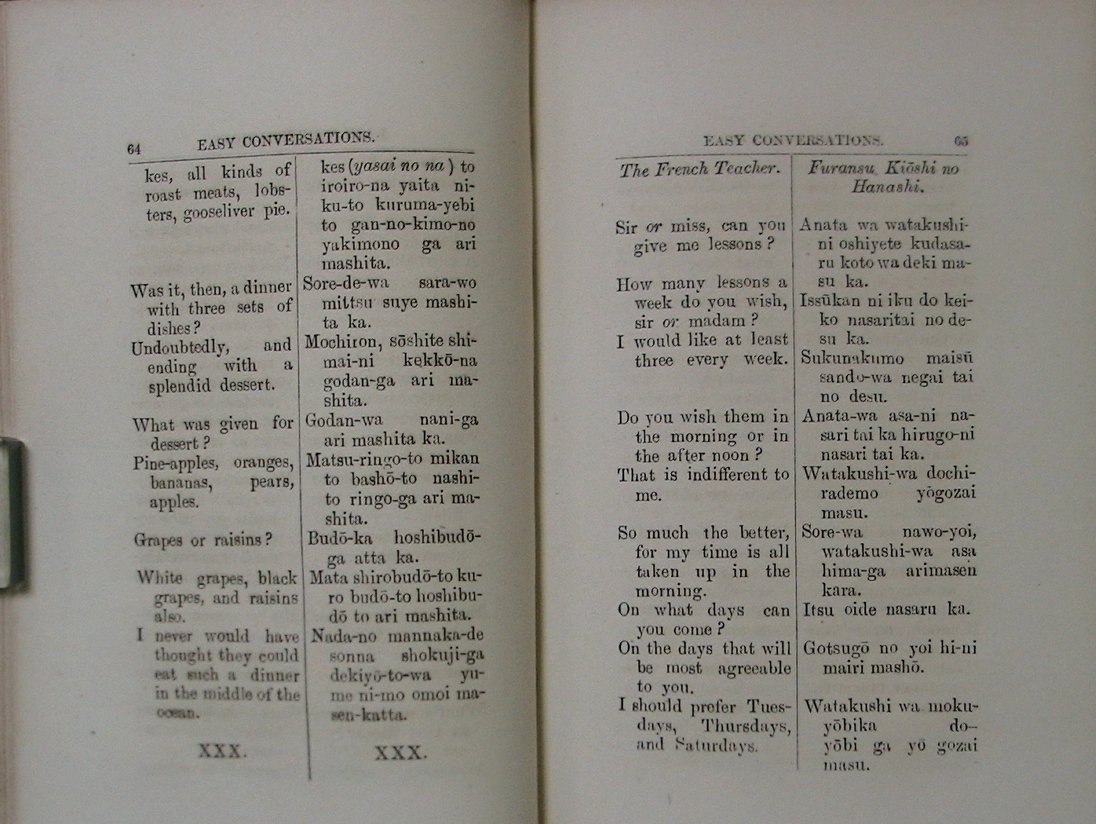 64
EASY CONVERSATIONS.
kes, all kinds of
roast meats, lobs-
ters, gooseliver pie.
Was it, then, a dinner
with three sets of
dishes?
Undoubtedly, and
ending with a
splendid dessert.
What was given for
dessert?
Pine-apples, oranges,
bananas, pears,
apples.
Grapes or raisins?
White grapes, black
grapes, and raisins
also.
I never would have
thought they could
eat such a dinner
in the middle of the
ocean.
XXX.
kes (yasai no na) to
iroiro-na yaita ni-
ku-to kuruma-yebi
to gan-no-kimo-no
yakimono ga ari
mashita.
Sore-de-wa sara-wo
mittsu suye mashi-
ta ka.
Mochiron, sōshite shi-
mai-ni kekkō-na
godan-ga ari ma-
shita.
Godan-wa nani-ga
ari mashita ka.
Matsu-ringo-to mikan
to bashō-to nashi-
to ringo-ga ari ma-
shita.
Budō-ka hoshibudō-
ga atta ka.
Mata shirobudō-to ku-
ro budō-to hoshibu-
dō to ari mashita.
Nada-no mannaka-de
sonna shokuji-ga
dekiyō-to-wa yu-
me ni-mo omoi ma-
sen-katta.
XXX.
EASY CONVERSATIONS.
65
The French Teacher.
Sir or miss, can you
give me lessons?
How many lessons a
week do you wish,
sir or madam?
I would like at least
three every week.
Do you wish them in
the morning or in
the after noon?
That is indifferent to
me.
So much the better,
for my time is all
taken up in the
morning.
On what days can
you come?
On the days that will
be most agreeable
to you.
I should prefer Tues-
days, Thursdays,
and Saturdays.
Furansu Kiōshi no
Hanashi.
Anata wa watakushi-
ni oshiyete kudasa-
ru koto wa deki ma-
su ka.
Issūkan ni iku do kei-
ko nasaritai no de-
su ka.
Sukunakumo maisū
sando-wa negai tai
no desu.
Anata-wa asa-ni na-
sari tai ka hirugo-ni
nasari tai ka.
Watakushi-wa dochi-
rademo yōgozai
masu.
Sore-wa nawo-yoi,
watakushi-wa asa
hima-ga arimasen
kara.
Itsu oide nasaru ka.
Gotsugō no yoi hi-ni
mairi mashō.
Watakushi wa moku-
yōbika do-
yōbi ga yō gozai
masu.